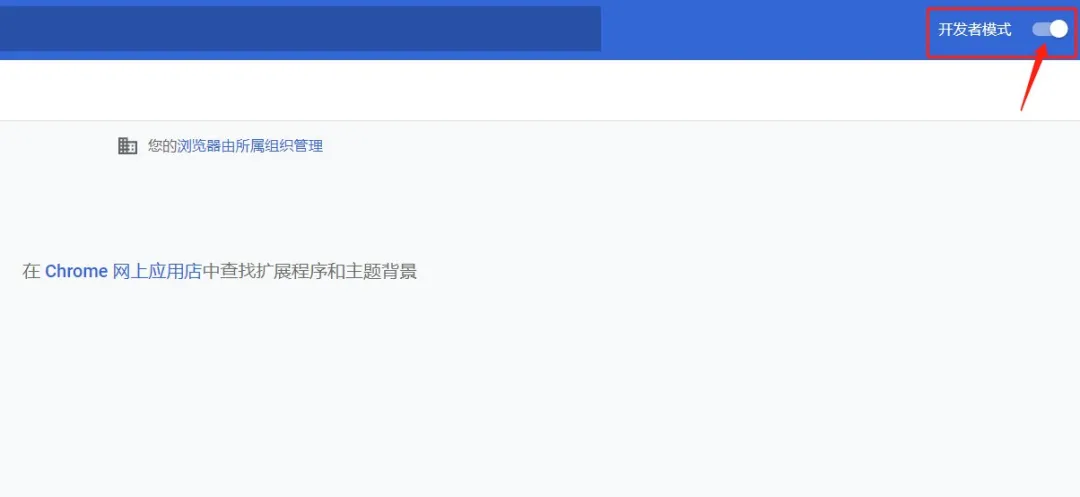 开发者模式
您的浏览器由所属组织管理
在 Chrome 网上应用店中查找扩展程序和主题背景